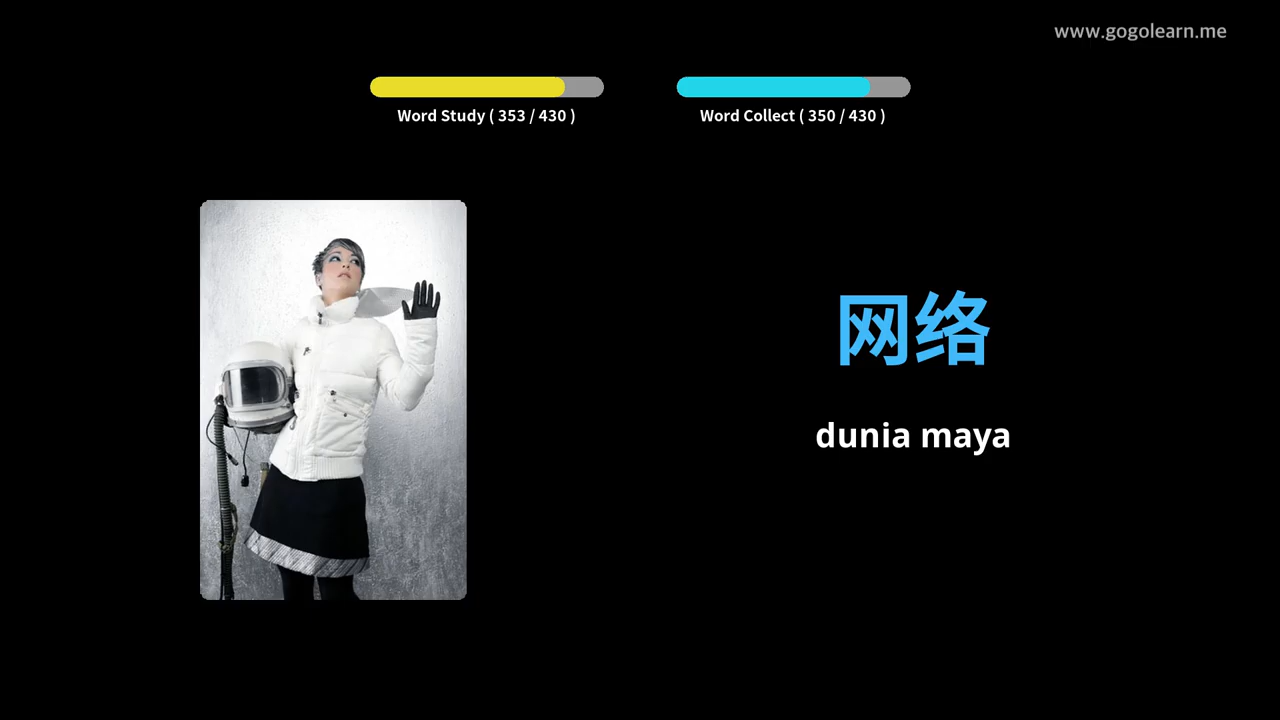 www.gogolearn.me
Word Study ( 353 / 430 )
Word Collect ( 350 / 430 )
网络
dunia maya